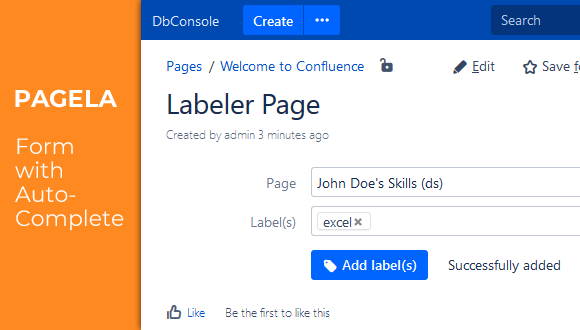 PAGELA
Form
with
Auto-
Complete
DbConsole Create ••• Search
Pages / Welcome to Confluence Edit Save f
Labeler Page
Created by admin 3 minutes ago
Page John Doe's Skills (ds)
Label(s) excel ×
Add label(s) Successfully added
Like Be the first to like this